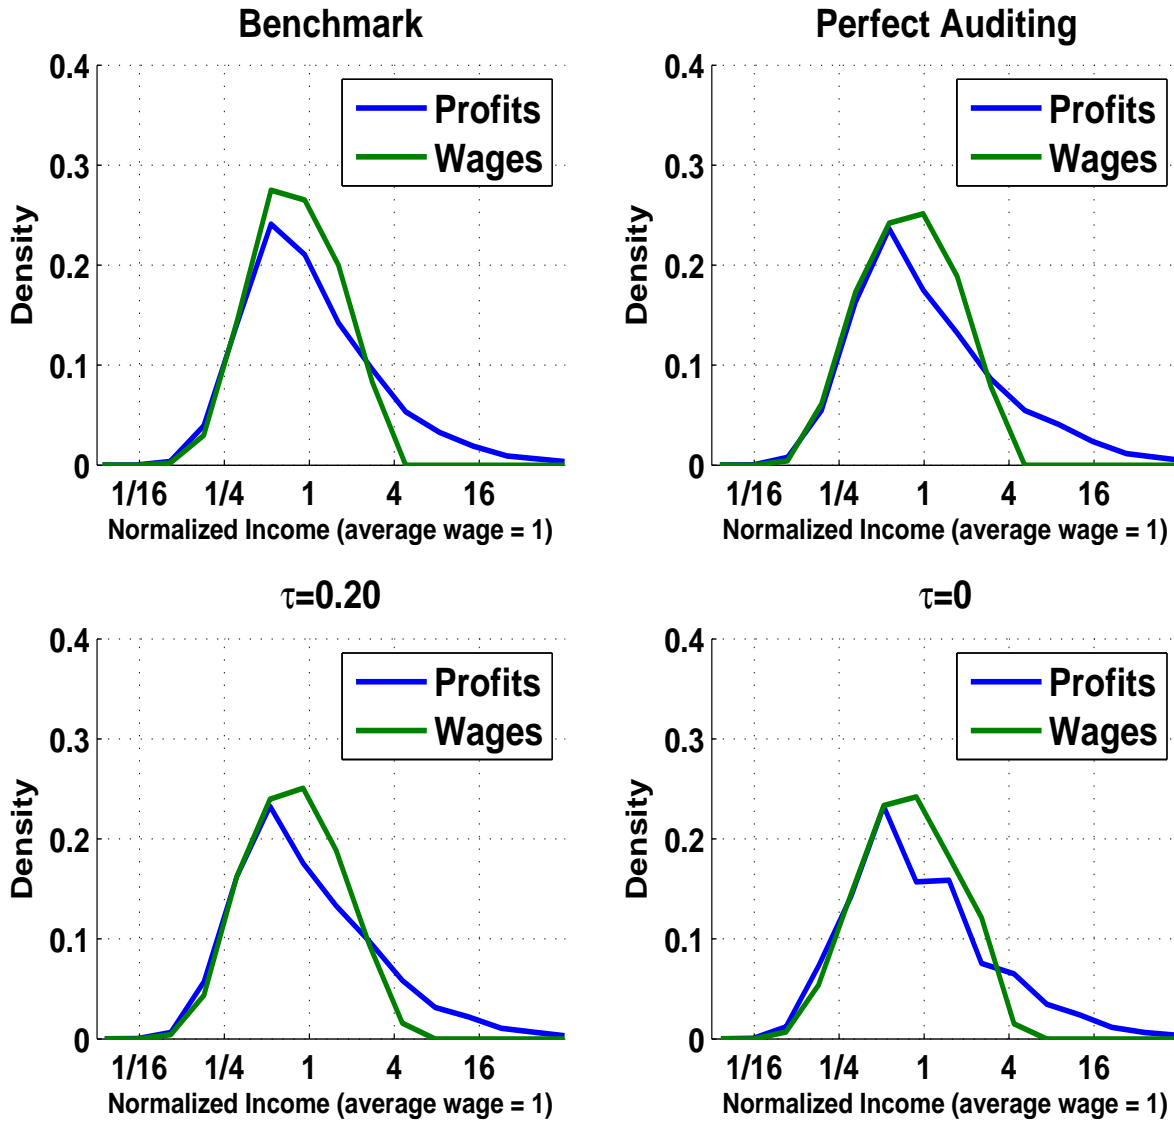 Benchmark
0.4
0.3
0.2
0.1
0
Density
Profits
Wages
1/16 1/4 1 4 16
Normalized Income (average wage = 1)
Perfect Auditing
0.4
0.3
0.2
0.1
0
Density
Profits
Wages
1/16 1/4 1 4 16
Normalized Income (average wage = 1)
τ=0.20
0.4
0.3
0.2
0.1
0
Density
Profits
Wages
1/16 1/4 1 4 16
Normalized Income (average wage = 1)
τ=0
0.4
0.3
0.2
0.1
0
Density
Profits
Wages
1/16 1/4 1 4 16
Normalized Income (average wage = 1)